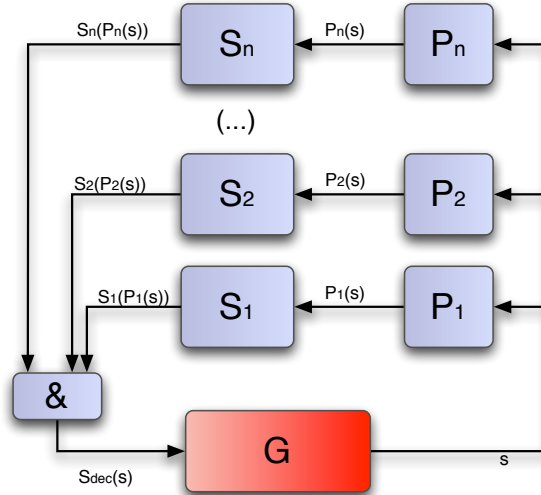 Sn(Pn(s)) Sn Pn(s) Pn
(...)
S2(P2(s)) S2 P2(s) P2
S1(P1(s)) S1 P1(s) P1
&
Sdec(s) G s